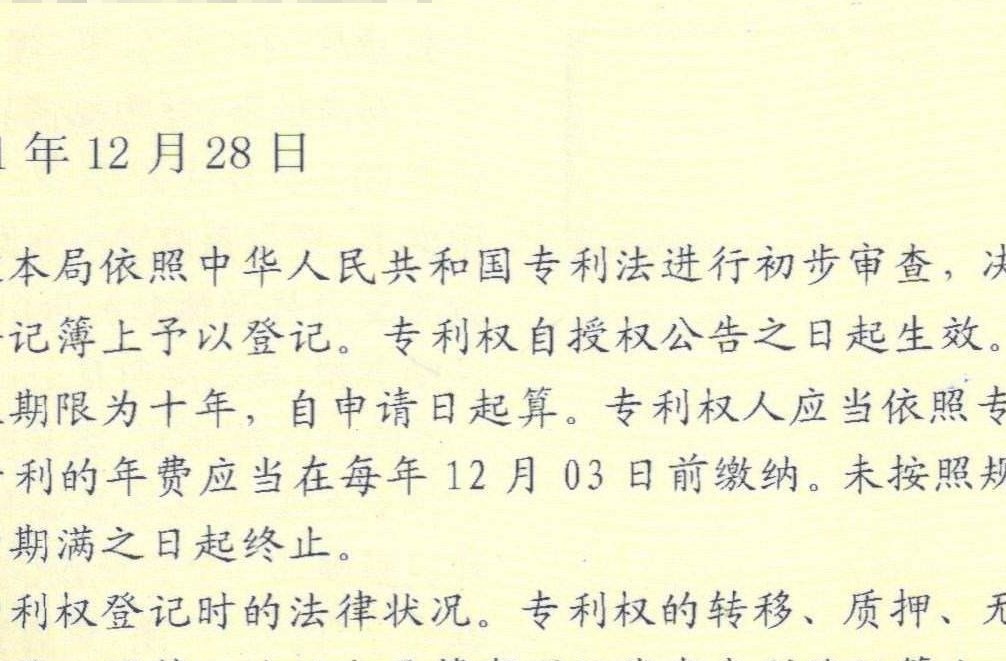 年 12 月 28 日
本局依照中华人民共和国专利法进行初步审查，决
记簿上予以登记。专利权自授权公告之日起生效。
期限为十年，自申请日起算。专利权人应当依照专
利的年费应当在每年 12 月 03 日前缴纳。未按照规
期满之日起终止。
利权登记时的法律状况。专利权的转移、质押、无